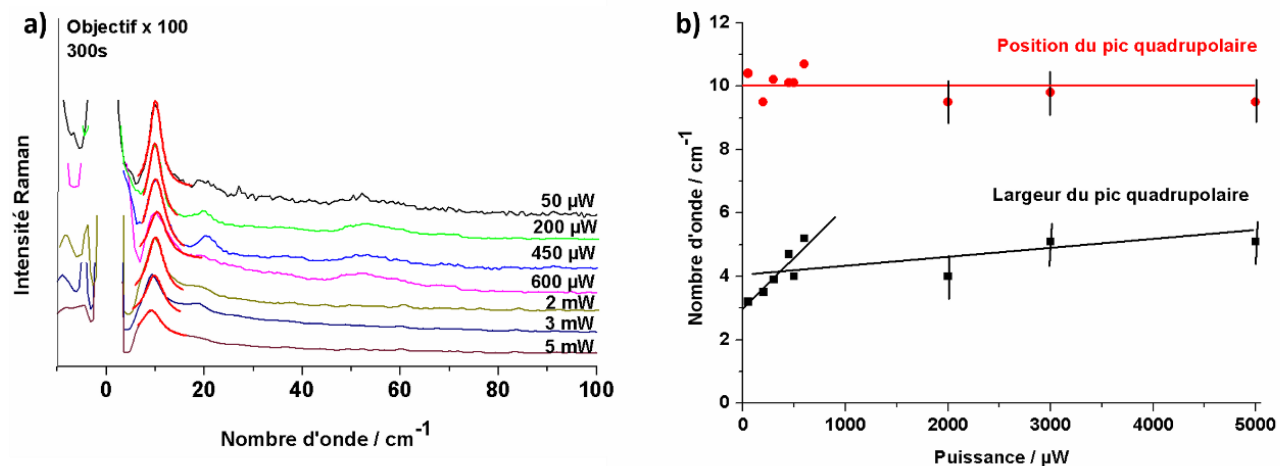 a)
Objectif x 100
300s
Intensité Raman
50 µW
200 µW
450 µW
600 µW
2 mW
3 mW
5 mW
0 20 40 60 80 100
Nombre d'onde / cm-1
b)
Position du pic quadrupolaire
Largeur du pic quadrupolaire
Nombre d'onde / cm-1
12
10
8
6
4
2
0
0 1000 2000 3000 4000 5000
Puissance / µW